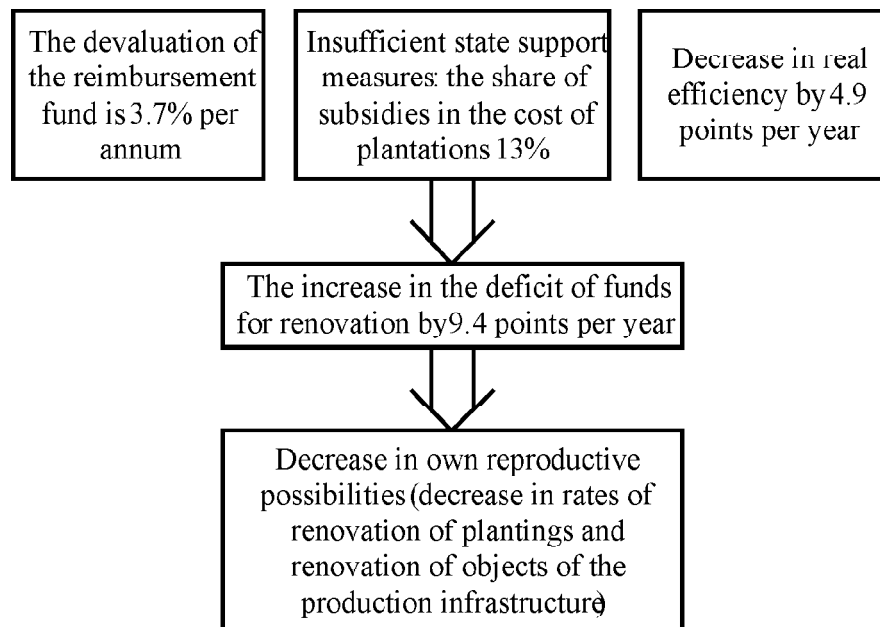 The devaluation of
the reimbursement
fund is 3.7% per
annum
Insufficient state support
measures: the share of
subsidies in the cost of
plantations 13%
Decrease in real
efficiency by 4.9
points per year
The increase in the deficit of funds
for renovation by 9.4 points per year
Decrease in own reproductive
possibilities (decrease in rates of
renovation of plantings and
renovation of objects of the
production infrastructure)